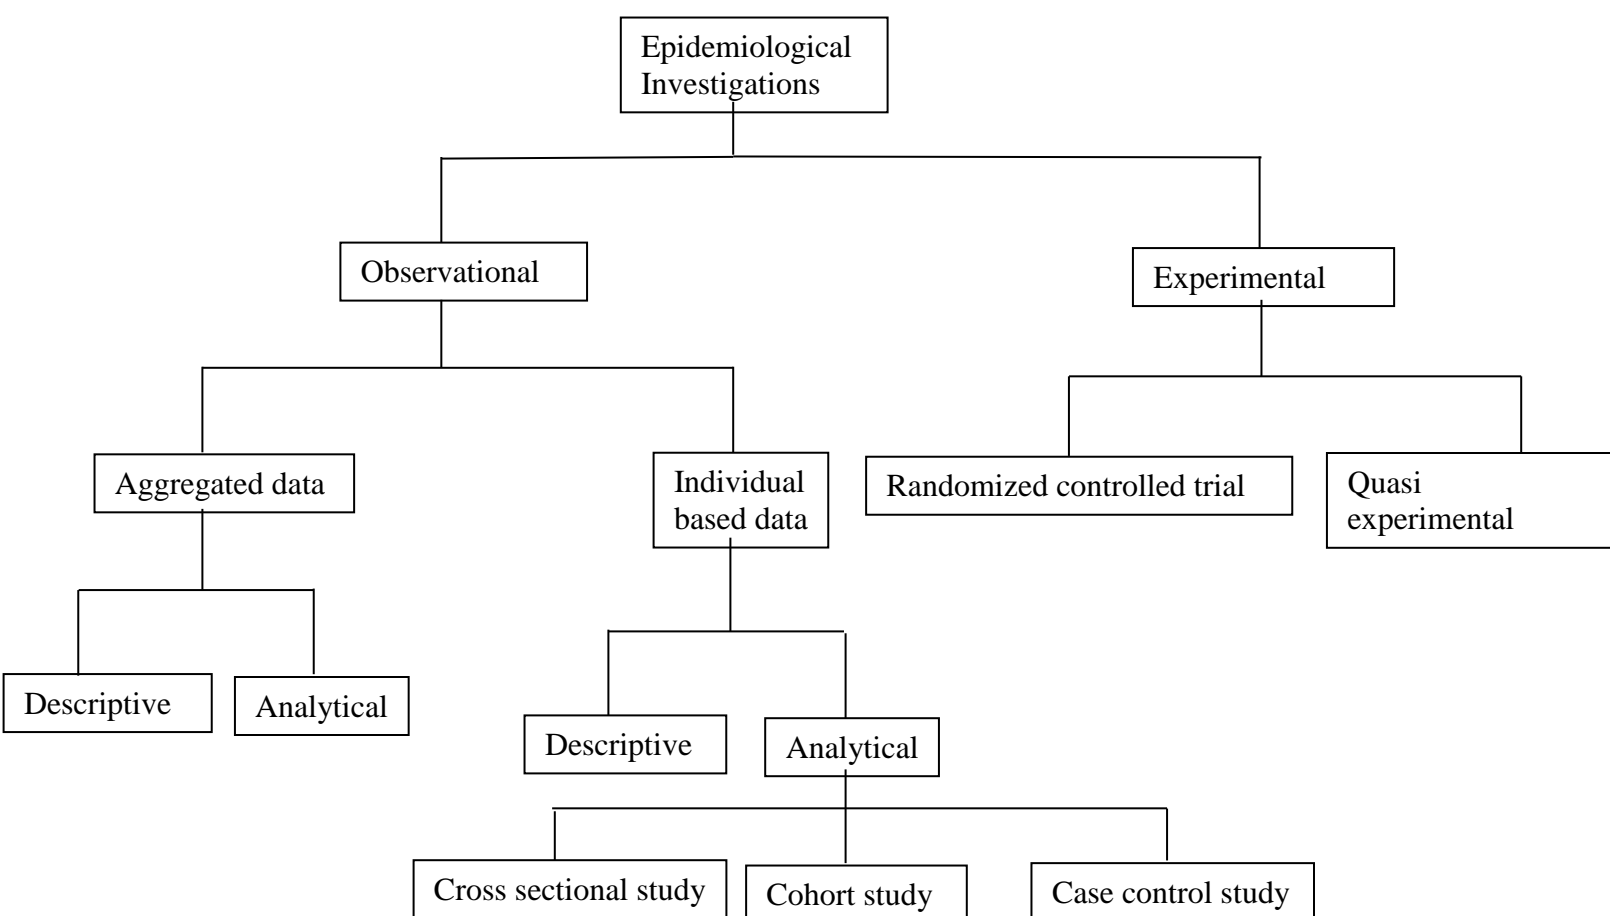 Epidemiological
Investigations
Observational
Experimental
Aggregated data
Individual
based data
Randomized controlled trial
Quasi
experimental
Descriptive
Analytical
Descriptive
Analytical
Cross sectional study
Cohort study
Case control study